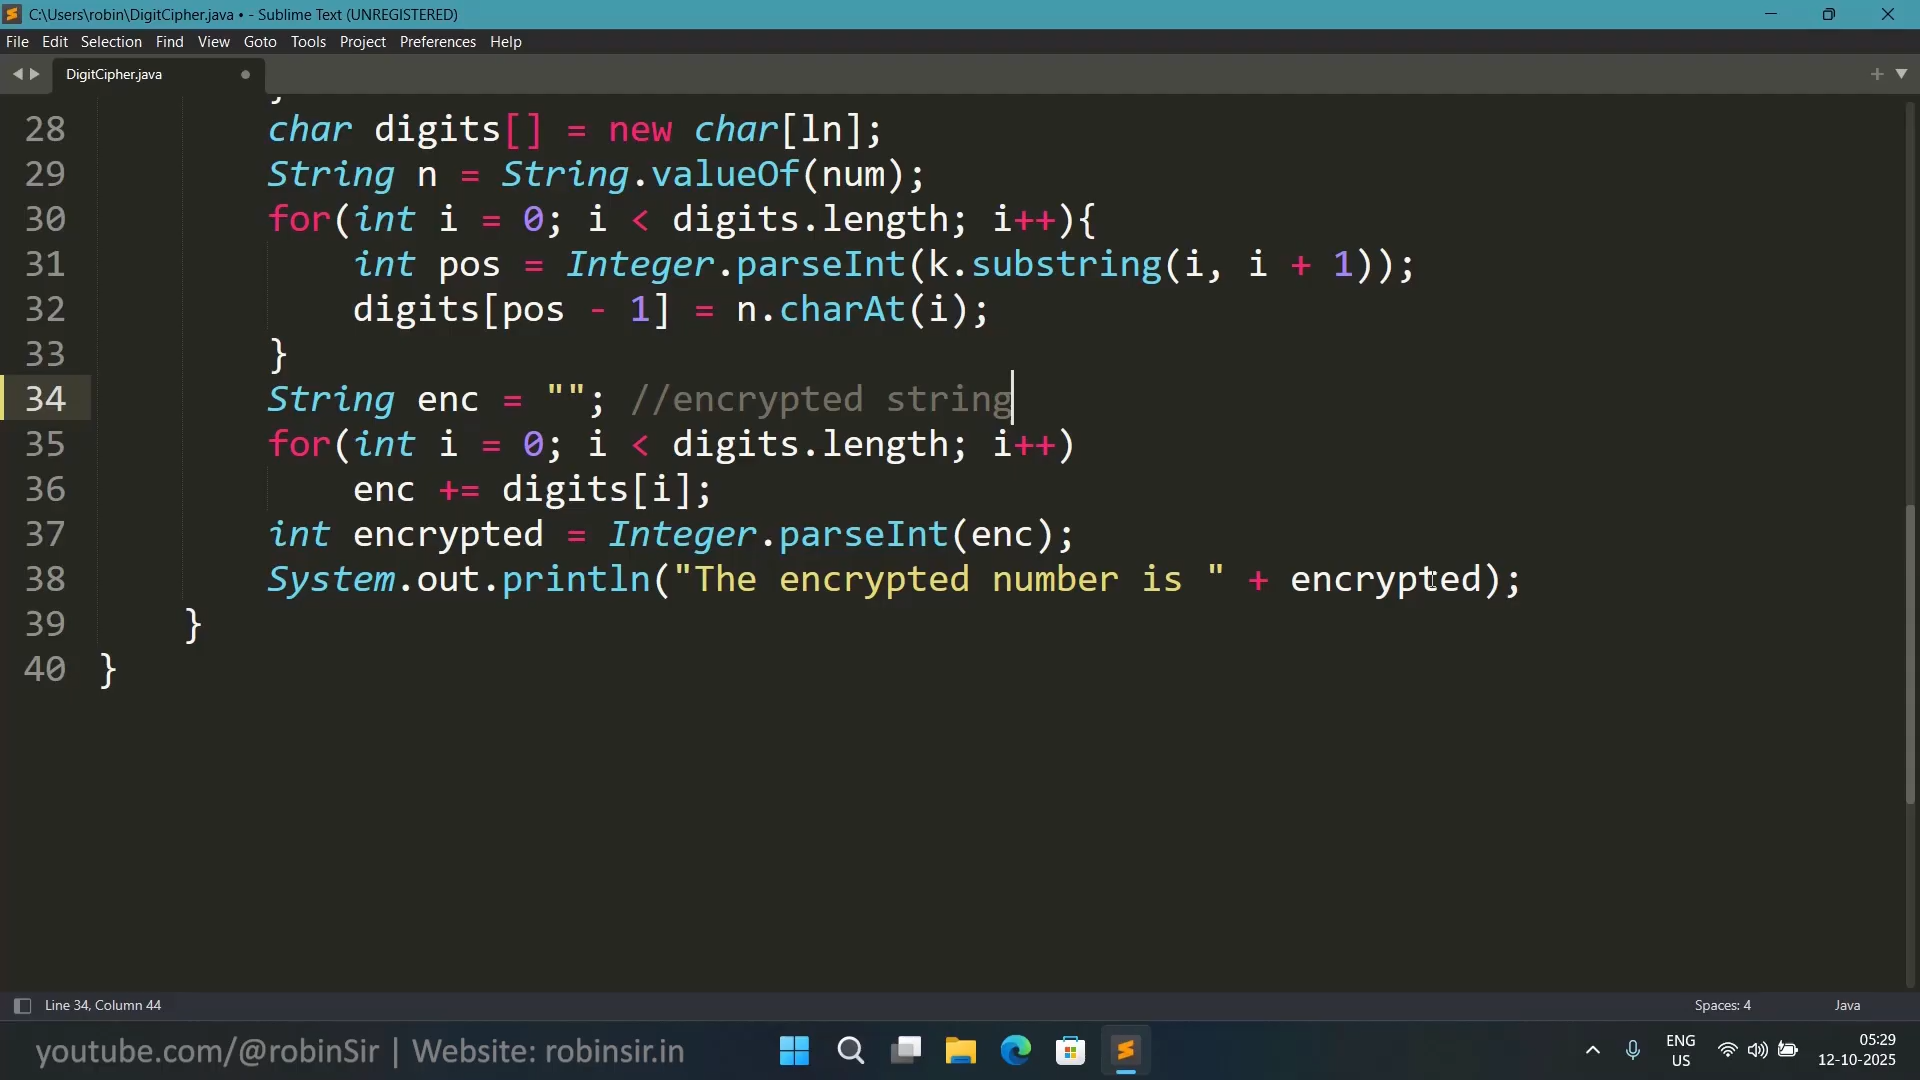 C:\Users\robin\DigitCipher.java • - Sublime Text (UNREGISTERED)
File Edit Selection Find View Goto Tools Project Preferences Help
DigitCipher.java
28 char digits[] = new char[ln];
29 String n = String.valueOf(num);
30 for(int i = 0; i < digits.length; i++){
31 int pos = Integer.parseInt(k.substring(i, i + 1));
32 digits[pos - 1] = n.charAt(i);
33 }
34 String enc = ""; //encrypted string
35 for(int i = 0; i < digits.length; i++)
36 enc += digits[i];
37 int encrypted = Integer.parseInt(enc);
38 System.out.println("The encrypted number is " + encrypted);
39 }
40 }
Line 34, Column 44 Spaces: 4 Java
youtube.com/@robinSir | Website: robinsir.in
ENG
US
05:29
12-10-2025